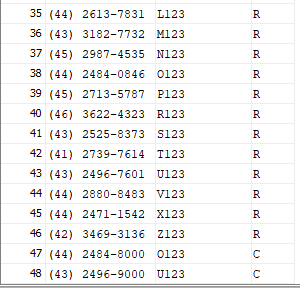 35 (44) 2613-7831 L123 R
36 (43) 3182-7732 M123 R
37 (45) 2987-4535 N123 R
38 (44) 2484-0846 O123 R
39 (45) 2713-5787 P123 R
40 (46) 3622-4323 R123 R
41 (43) 2525-8373 S123 R
42 (41) 2739-7614 T123 R
43 (43) 2496-7601 U123 R
44 (44) 2880-8483 V123 R
45 (44) 2471-1542 X123 R
46 (42) 3469-3136 Z123 R
47 (44) 2484-8000 O123 C
48 (43) 2496-9000 U123 C